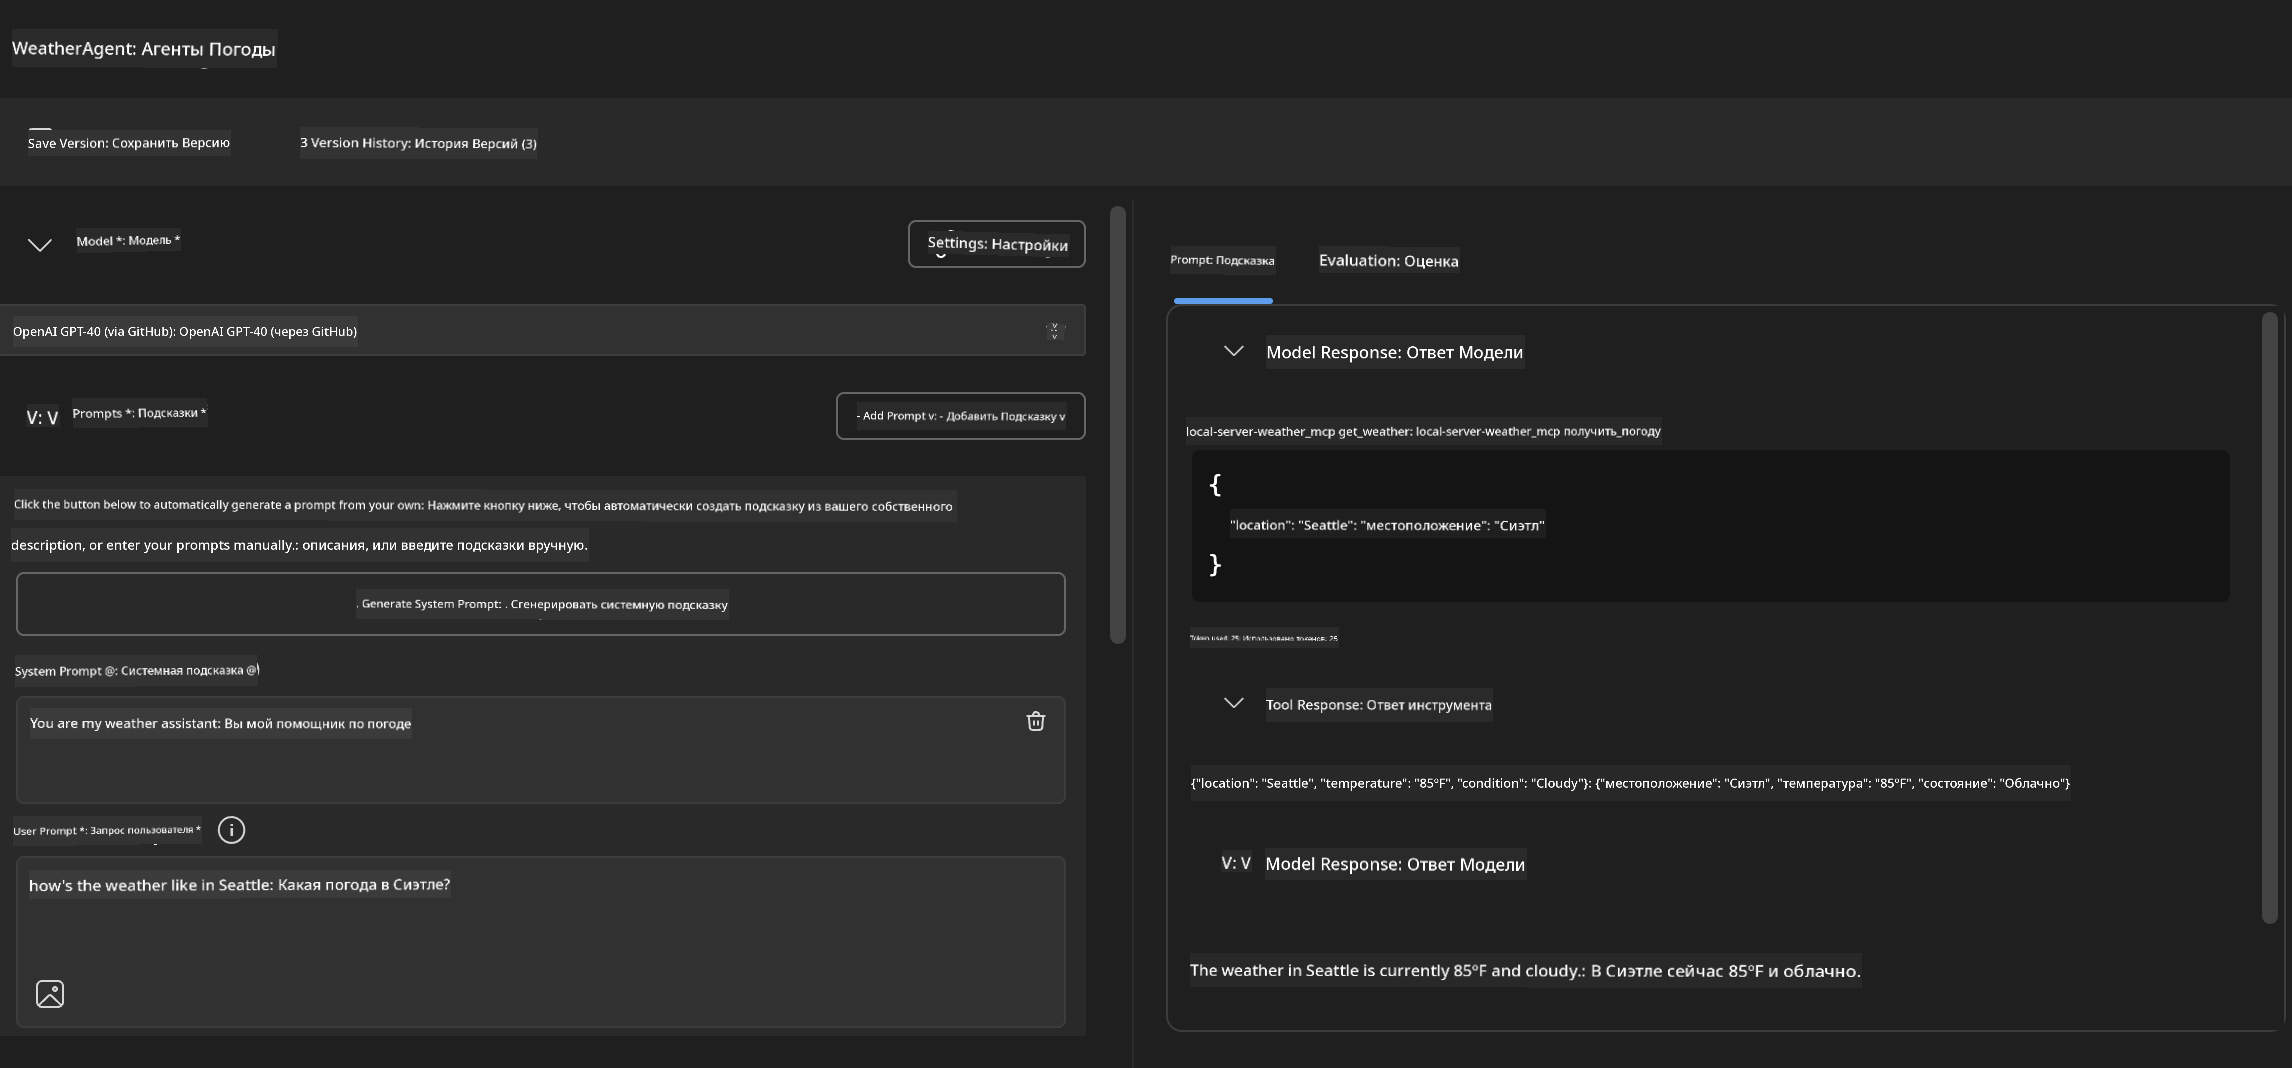 WeatherAgent: Агенты Погоды
Save Version: Сохранить Версию
3 Version History: История Версий (3)
Model *: Модель *
Settings: Настройки
OpenAI GPT-40 (via GitHub): OpenAI GPT-40 (через GitHub)
V: V
Prompts *: Подсказки *
- Add Prompt v: - Добавить Подсказку v
Click the button below to automatically generate a prompt from your own: Нажмите кнопку ниже, чтобы автоматически создать подсказку из вашего собственного
description, or enter your prompts manually.: описания, или введите подсказки вручную.
. Generate System Prompt: . Сгенерировать системную подсказку
System Prompt @: Системная подсказка @\
You are my weather assistant: Вы мой помощник по погоде
User Prompt *: Запрос пользователя *
how's the weather like in Seattle: Какая погода в Сиэтле?
Prompt: Подсказка
Evaluation: Оценка
Model Response: Ответ Модели
local-server-weather_mcp get_weather: local-server-weather_mcp получить_погоду
{
"location": "Seattle": "местоположение": "Сиэтл"
}
Token used: 25: Использовано токенов: 25
Tool Response: Ответ инструмента
{"location": "Seattle", "temperature": "85°F", "condition": "Cloudy"}: {"местоположение": "Сиэтл", "температура": "85°F", "состояние": "Облачно"}
V: V
Model Response: Ответ Модели
The weather in Seattle is currently 85°F and cloudy.: В Сиэтле сейчас 85°F и облачно.